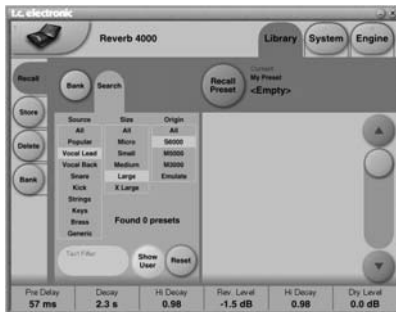 t.c. electronic
Reverb 4000
Library
System
Engine
Recall
Store
Delete
Bank
Bank
Search
Recall Preset
Current
My Preset
<Empty>
Source
All
Popular
Vocal Lead
Vocal Back
Snare
Kick
Strings
Keys
Brass
Generic
Size
All
Micro
Small
Medium
Large
X Large
Origin
All
S6000
M5000
M3000
Emulate
Found 0 presets
Text Filter
Show User
Reset
Pre Delay
57 ms
Decay
2.3 s
Hi Decay
0.98
Rev. Level
-1.5 dB
Hi Decay
0.98
Dry Level
0.0 dB